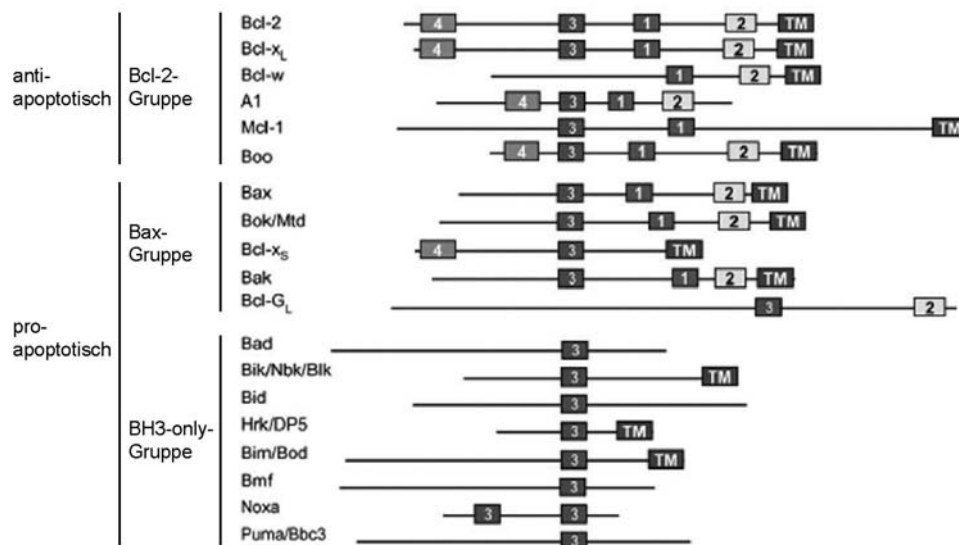 anti-
apoptotisch
Bcl-2-
Gruppe
Bcl-2 4 3 1 2 TM
Bcl-xL 4 3 1 2 TM
Bcl-w 1 2 TM
A1 4 3 1 2
Mcl-1 3 1 TM
Boo 4 3 1 2 TM
pro-
apoptotisch
Bax-
Gruppe
Bax 3 1 2 TM
Bok/Mtd 3 1 2 TM
Bcl-xS 4 3 TM
Bak 3 1 2 TM
Bcl-GL 3 2
BH3-only-
Gruppe
Bad 3
Bik/Nbk/Blk 3 TM
Bid 3
Hrk/DP5 3 TM
Bim/Bod 3 TM
Bmf 3
Noxa 3 3
Puma/Bbc3 3